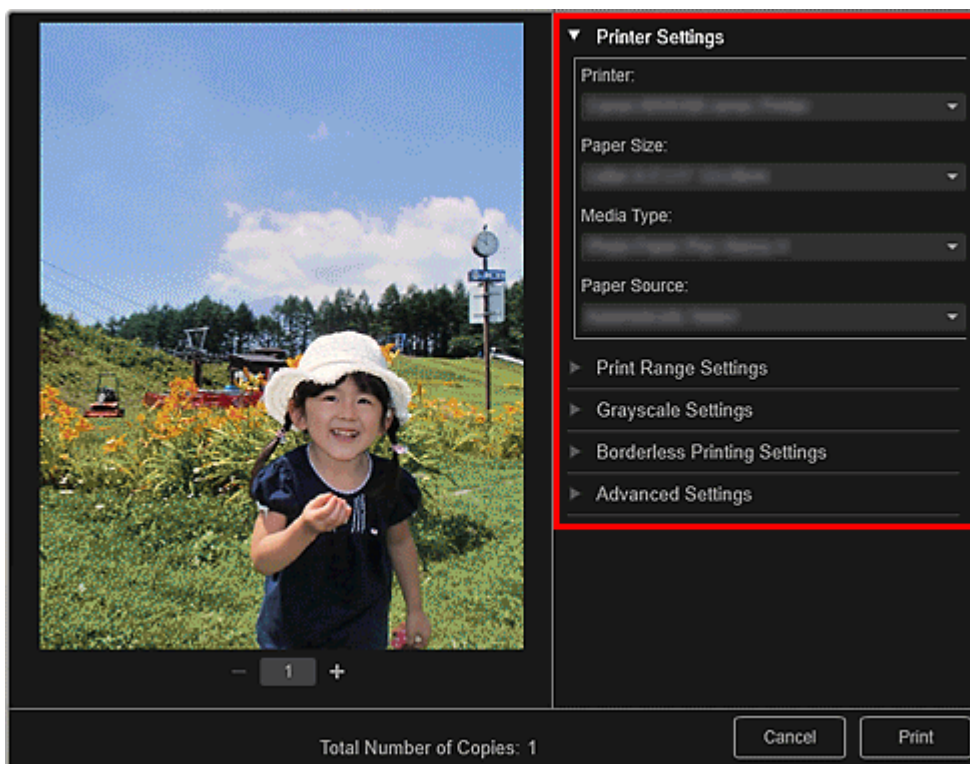 Printer Settings
Printer:
Paper Size:
Media Type:
Paper Source:
Print Range Settings
Grayscale Settings
Borderless Printing Settings
Advanced Settings
1
Total Number of Copies: 1
Cancel
Print